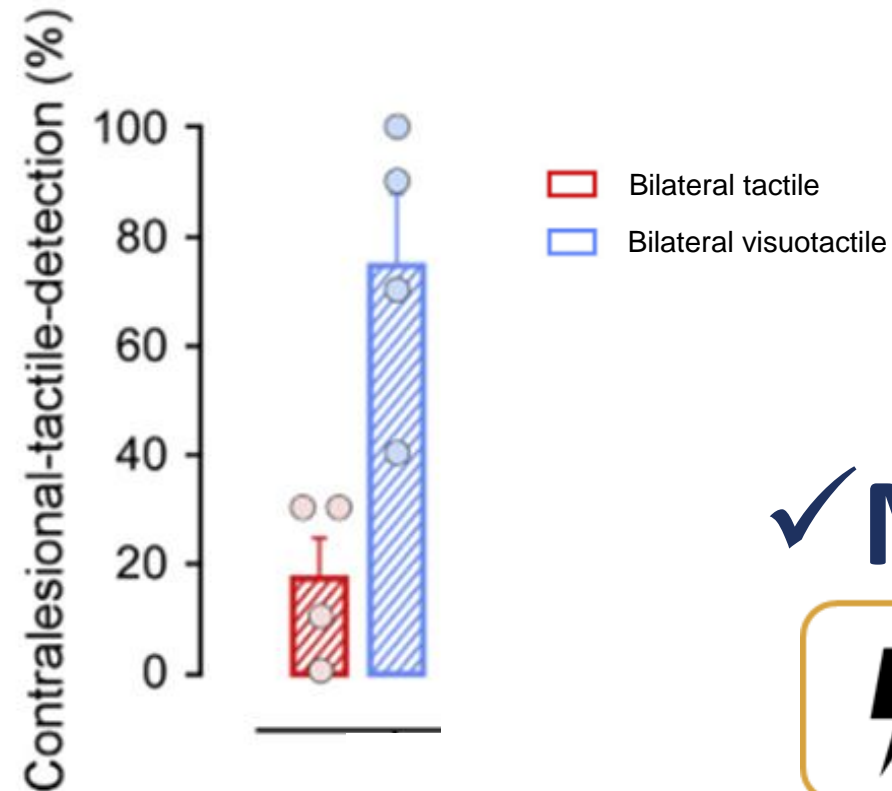 Contralesional-tactile-detection (%)
100
80
60
40
20
0
Bilateral tactile
Bilateral visuotactile
✓